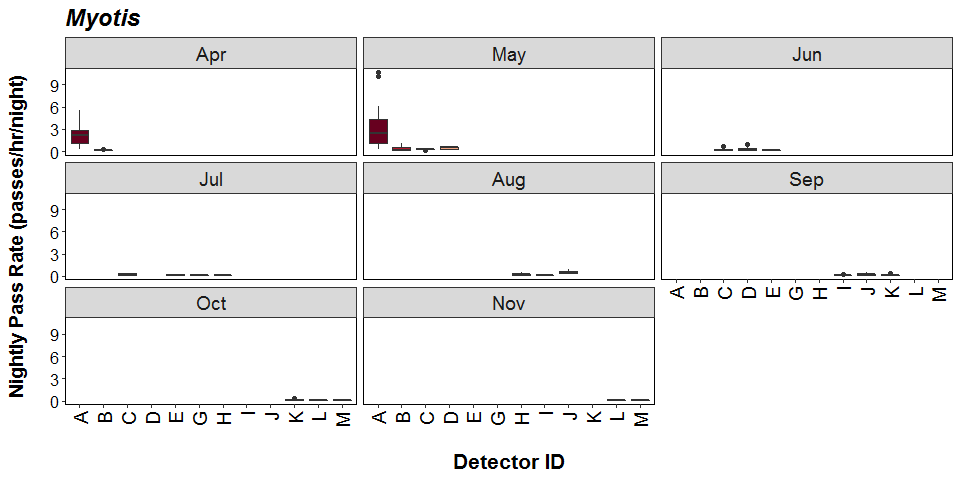 Myotis
Nightly Pass Rate (passes/hr/night)
Apr May Jun
9
6
3
0
Jul Aug Sep
9
6
3
0
A B C D E G H I J K L M
Oct Nov
9
6
3
0
A B C D E G H I J K L M A B C D E G H I J K L M
Detector ID